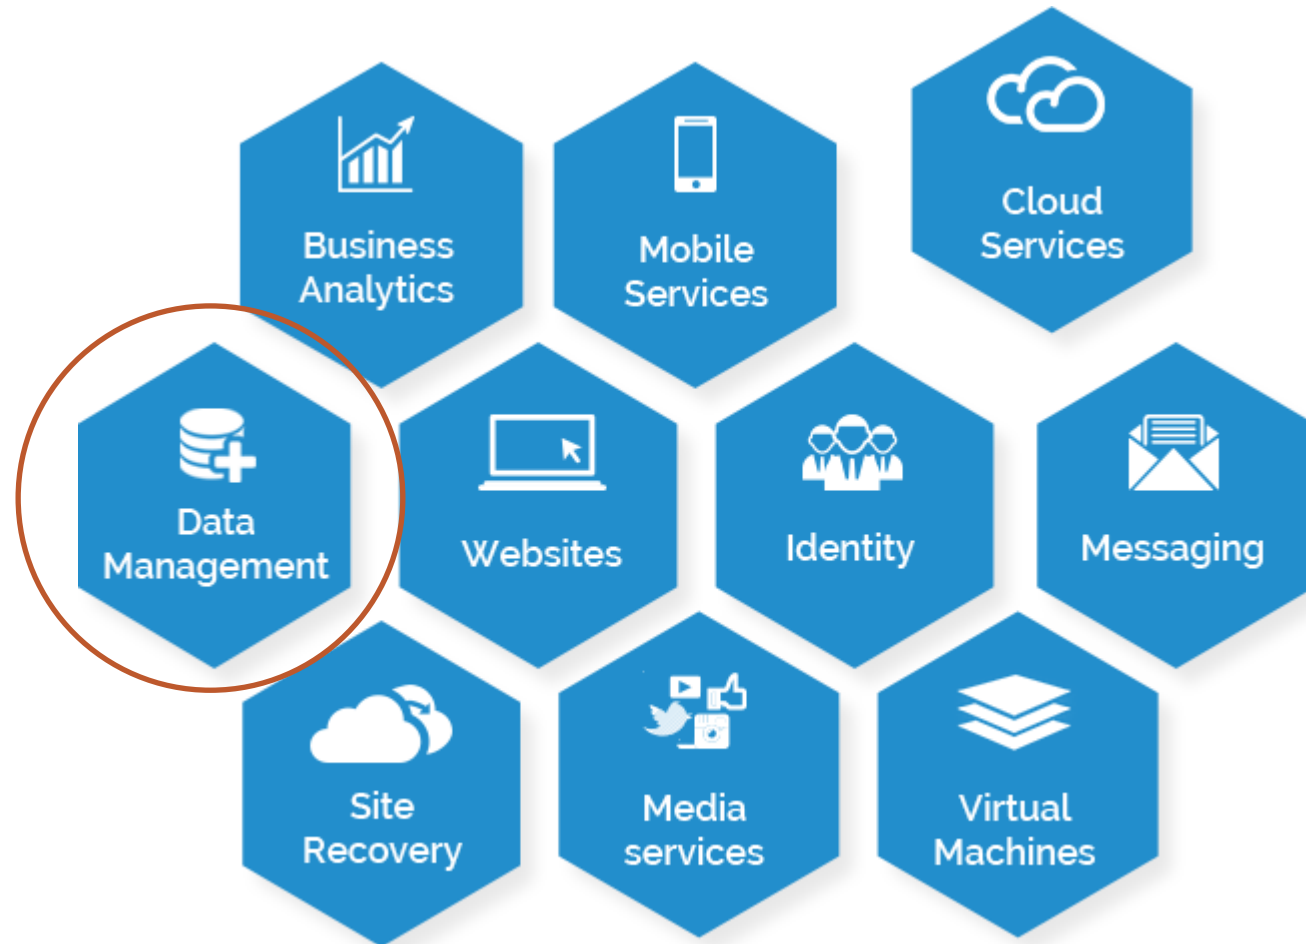 Cloud
Services
Business
Analytics
Mobile
Services
Data
Management
Websites
Identity
Messaging
Site
Recovery
Media
services
Virtual
Machines